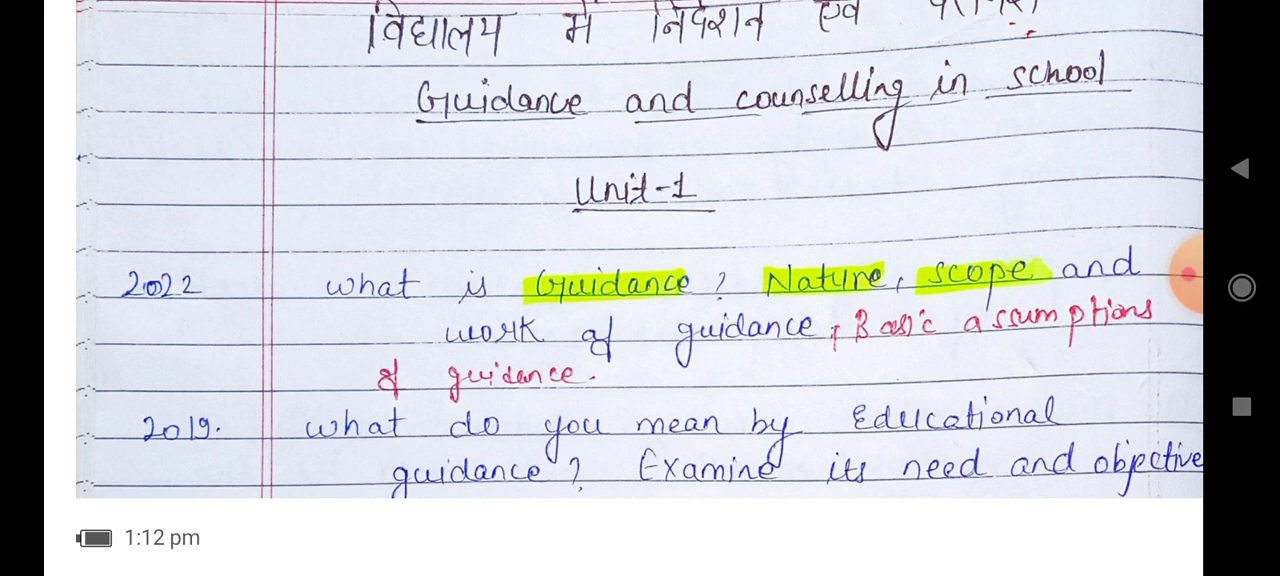 विद्यालय में निर्देशन एवं
Guidance and counselling in school
Unit-1
2022 what is Guidance? Nature, scope and
work of guidance, Basic assumptions
of guidance.
2019. what do you mean by Educational
guidance? Examine its need and objective
1:12 pm